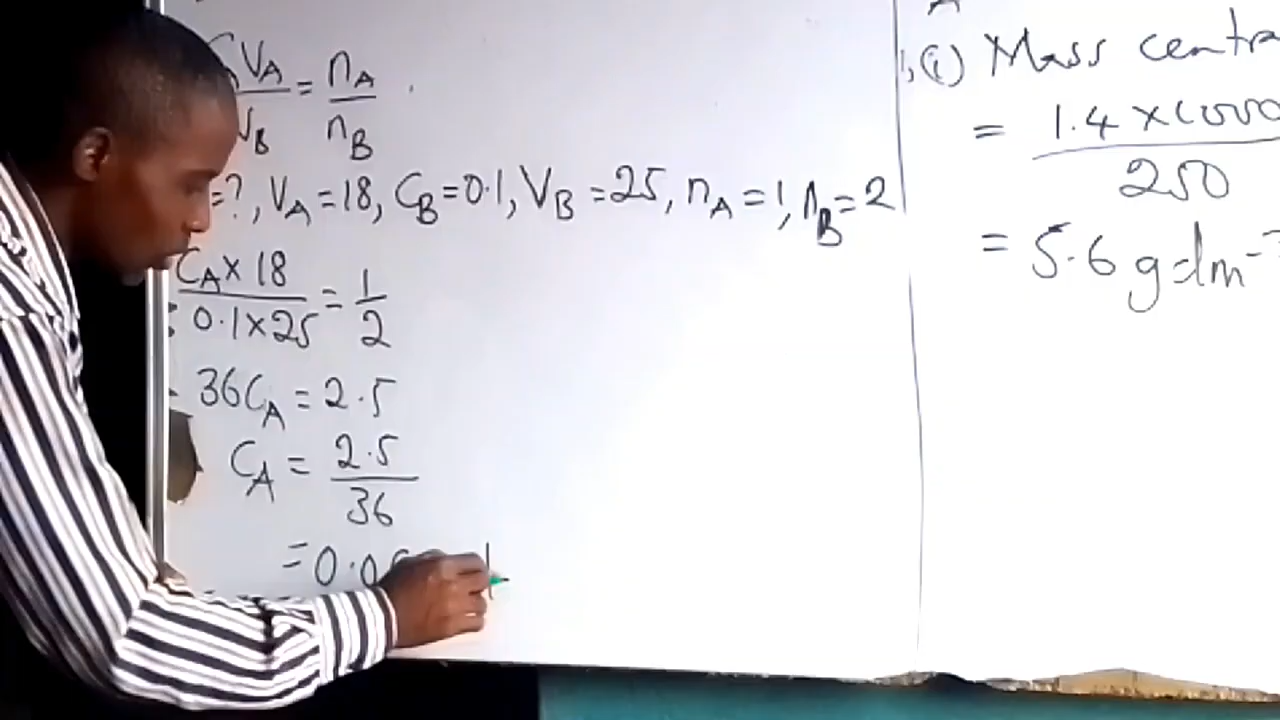 CVA/VB = nA/nB
=?, VA = 18, CB = 0.1, VB = 25, nA = 1, nB = 2
CA × 18 / 0.1 × 25 = 1/2
36CA = 2.5
CA = 2.5/36
= 0.0
(i) Mass
= 1.4 × 1000 / 250
= 5.6 gdm-3